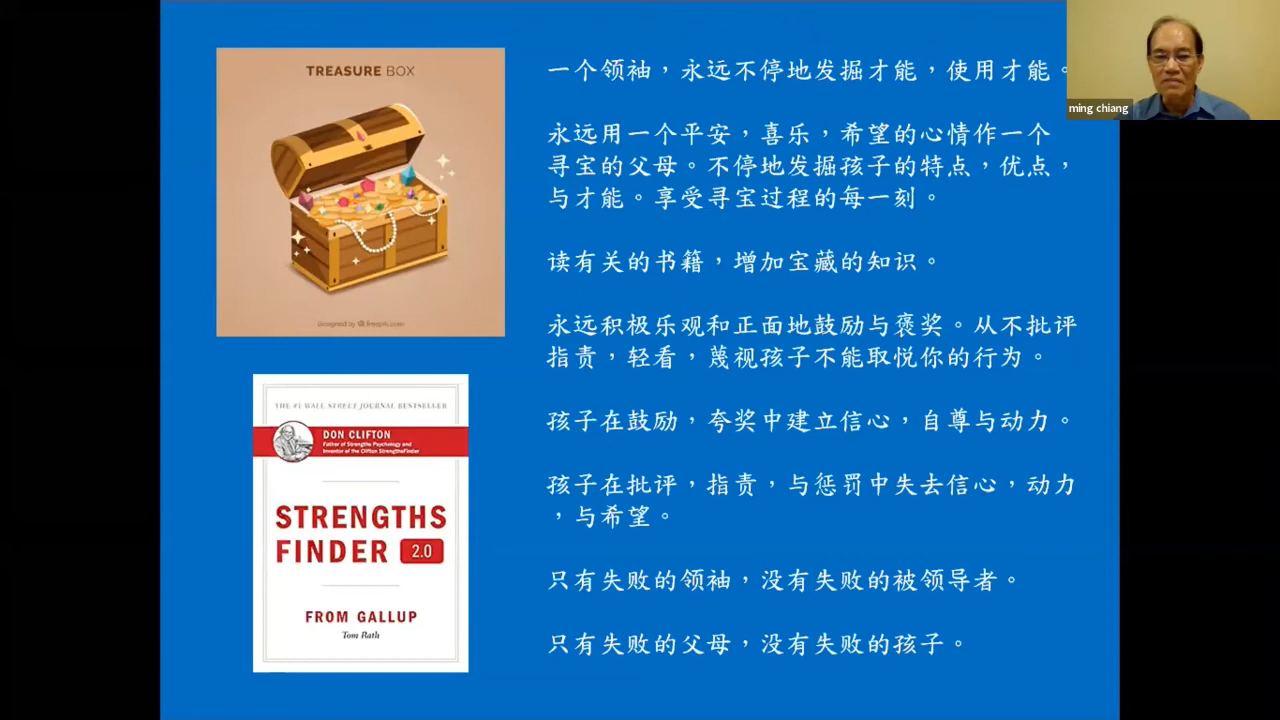 TREASURE BOX
designed by freepik.com
THE #1 WALL STREET JOURNAL BESTSELLER
DON CLIFTON
Father of Strengths Psychology and
Inventor of the Clifton StrengthsFinder
STRENGTHS
FINDER 2.0
FROM GALLUP
Tom Rath
一个领袖，永远不停地发掘才能，使用才能。
永远用一个平安，喜乐，希望的心情作一个
寻宝的父母。不停地发掘孩子的特点，优点，
与才能。享受寻宝过程的每一刻。
读有关的书籍，增加宝藏的知识。
永远积极乐观和正面地鼓励与褒奖。从不批评
指责，轻看，蔑视孩子不能取悦你的行为。
孩子在鼓励，夸奖中建立信心，自尊与动力。
孩子在批评，指责，与惩罚中失去信心，动力
，与希望。
只有失败的领袖，没有失败的被领导者。
只有失败的父母，没有失败的孩子。
ming chiang